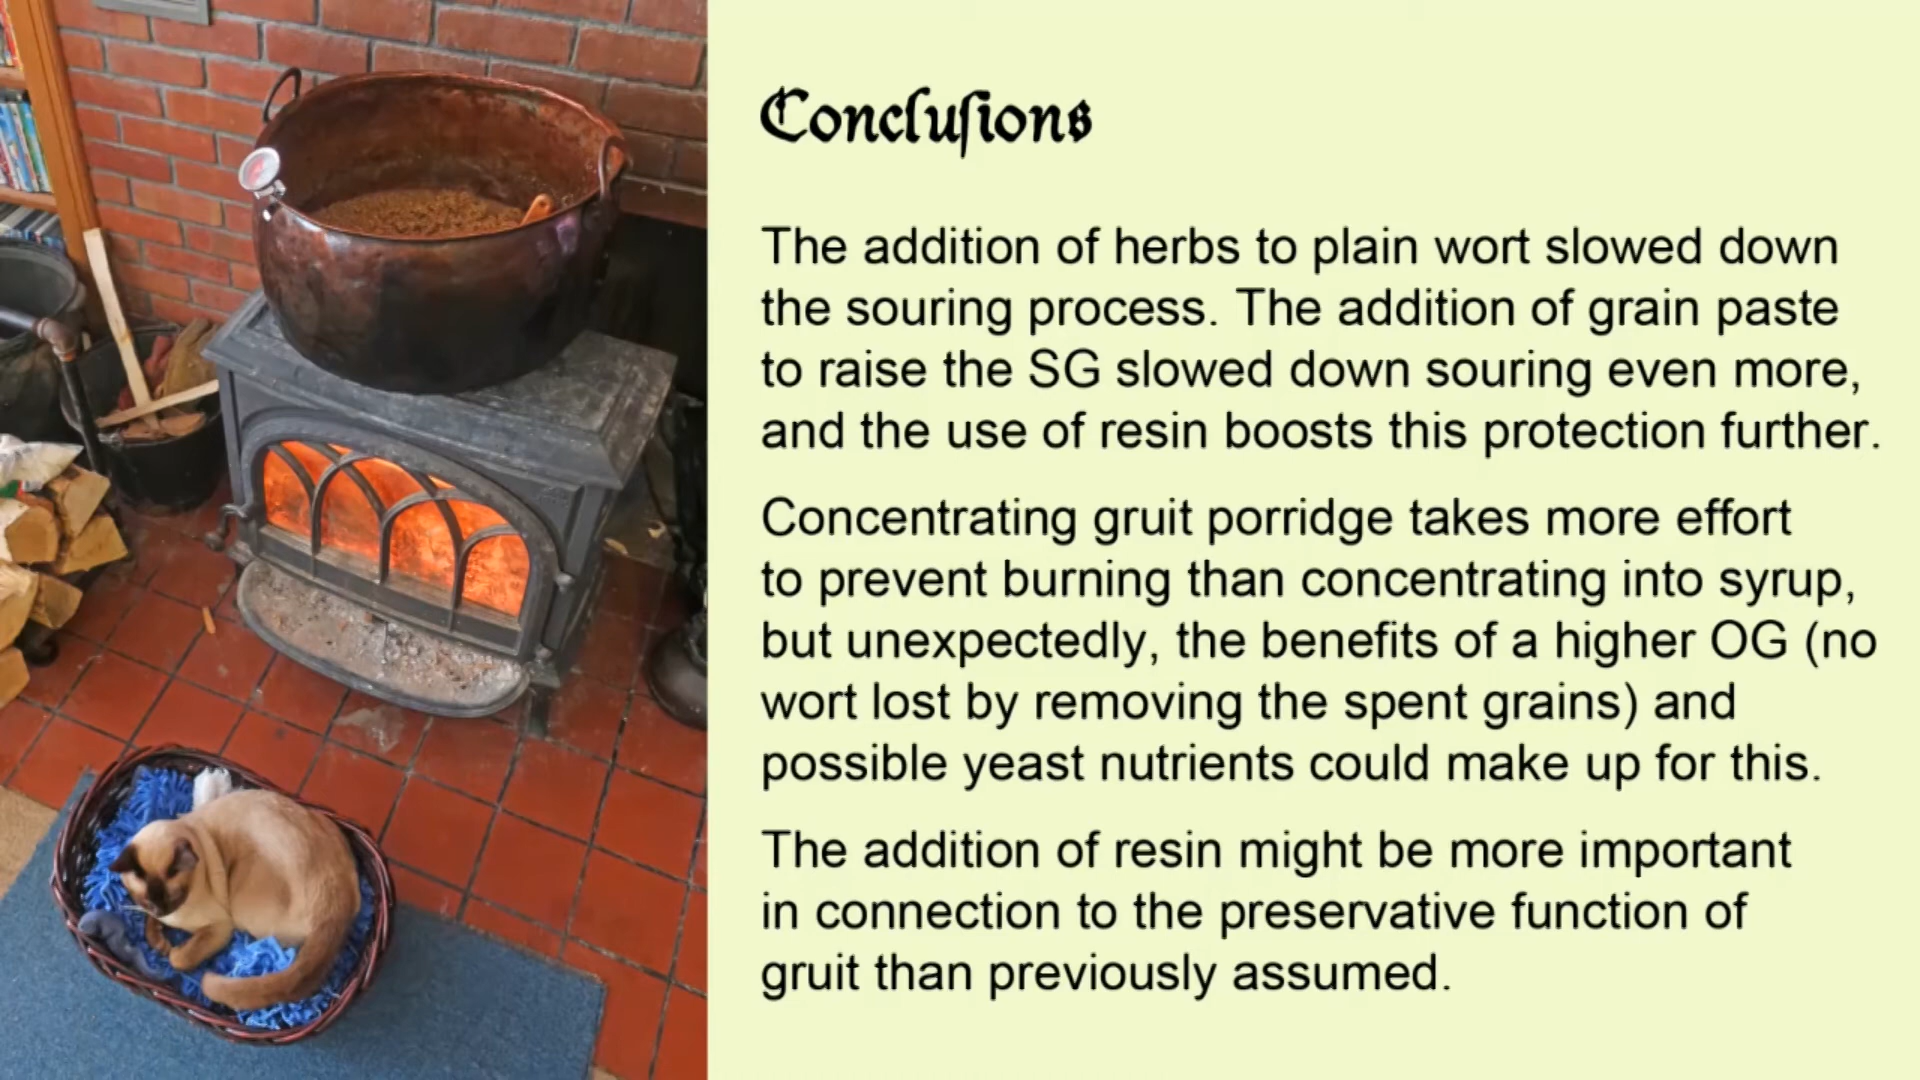 Concluſions
The addition of herbs to plain wort slowed down
the souring process. The addition of grain paste
to raise the SG slowed down souring even more,
and the use of resin boosts this protection further.
Concentrating gruit porridge takes more effort
to prevent burning than concentrating into syrup,
but unexpectedly, the benefits of a higher OG (no
wort lost by removing the spent grains) and
possible yeast nutrients could make up for this.
The addition of resin might be more important
in connection to the preservative function of
gruit than previously assumed.